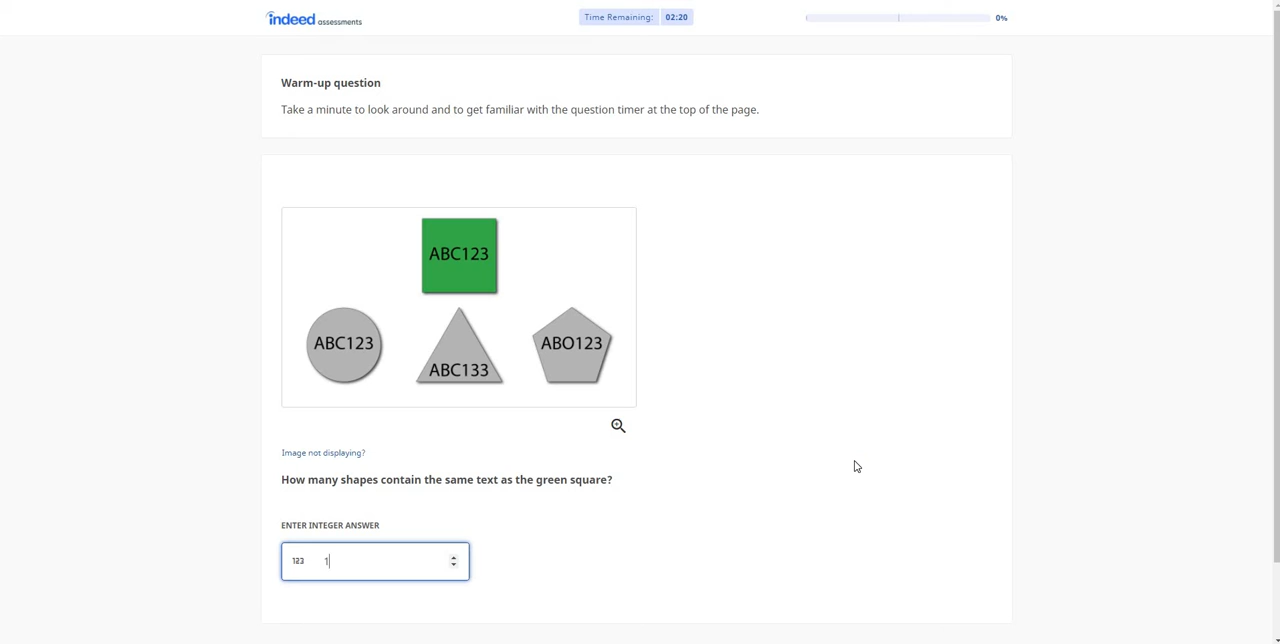 indeed assessments
Time Remaining: 02:20
0%
Warm-up question
Take a minute to look around and to get familiar with the question timer at the top of the page.
ABC123
ABC123 ABC133 ABO123
Image not displaying?
How many shapes contain the same text as the green square?
ENTER INTEGER ANSWER
123 1